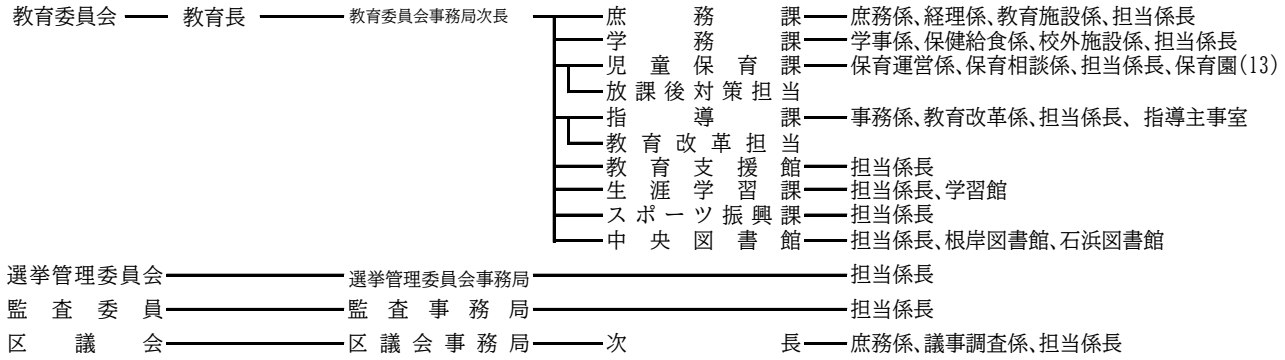 教育委員会 教育長 教育委員会事務局次長 庶務課 庶務係、経理係、教育施設係、担当係長
学務課 学事係、保健給食係、校外施設係、担当係長
児童保育課 保育運営係、保育相談係、担当係長、保育園(13)
放課後対策担当
指導課 事務係、教育改革係、担当係長、指導主事室
教育改革担当
教育支援館 担当係長
生涯学習課 担当係長、学習館
スポーツ振興課 担当係長
中央図書館 担当係長、根岸図書館、石浜図書館
選挙管理委員会 選挙管理委員会事務局 担当係長
監査委員 監査事務局 担当係長
区議会 区議会事務局 次長 庶務係、議事調査係、担当係長